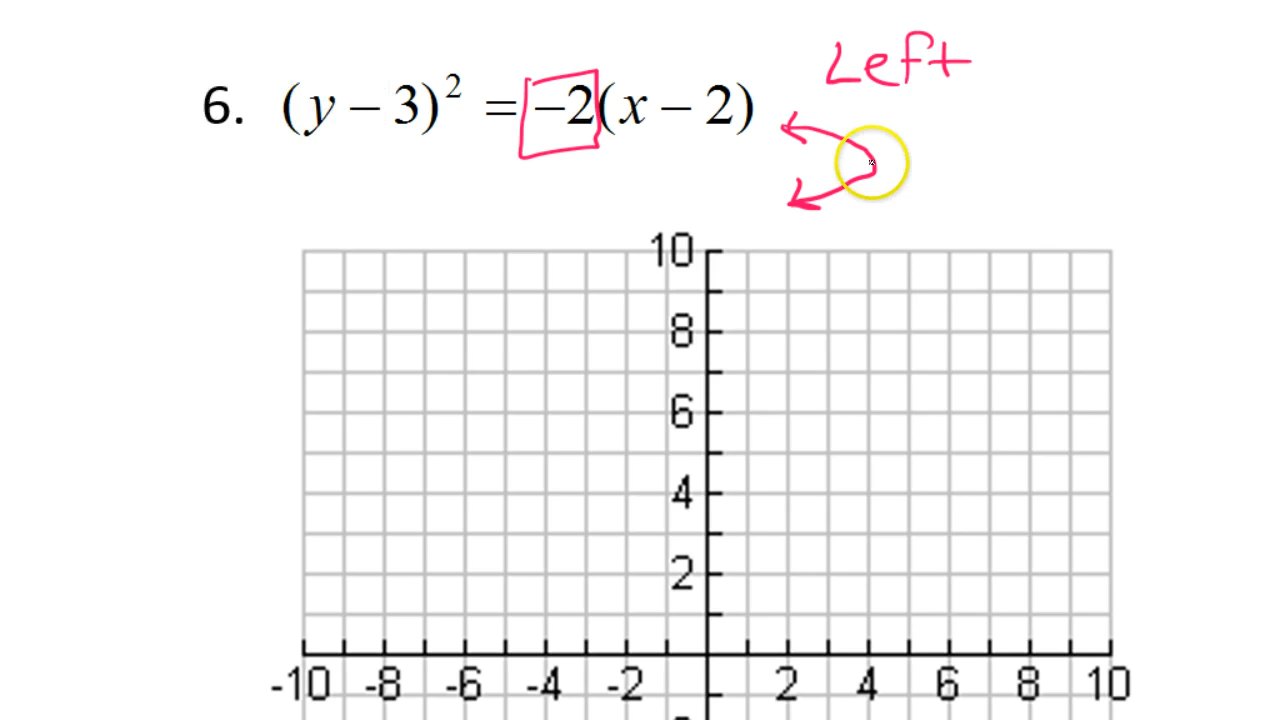 Left
6. (y − 3)² = −2(x − 2)
10
8
6
4
2
-10 -8 -6 -4 -2 2 4 6 8 10